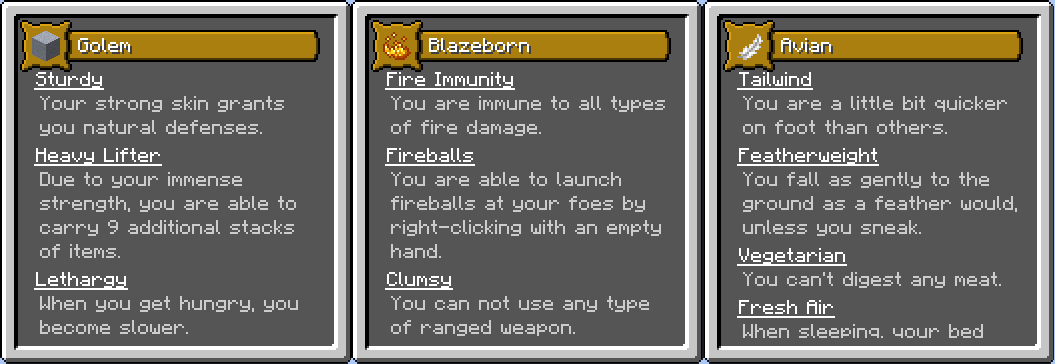 Golem
Sturdy
Your strong skin grants
you natural defenses.
Heavy Lifter
Due to your immense
strength, you are able to
carry 9 additional stacks
of items.
Lethargy
When you get hungry, you
become slower.
Blazeborn
Fire Immunity
You are immune to all types
of fire damage.
Fireballs
You are able to launch
fireballs at your foes by
right-clicking with an empty
hand.
Clumsy
You can not use any type
of ranged weapon.
Avian
Tailwind
You are a little bit quicker
on foot than others.
Featherweight
You fall as gently to the
ground as a feather would,
unless you sneak.
Vegetarian
You can't digest any meat.
Fresh Air
When sleeping, your bed